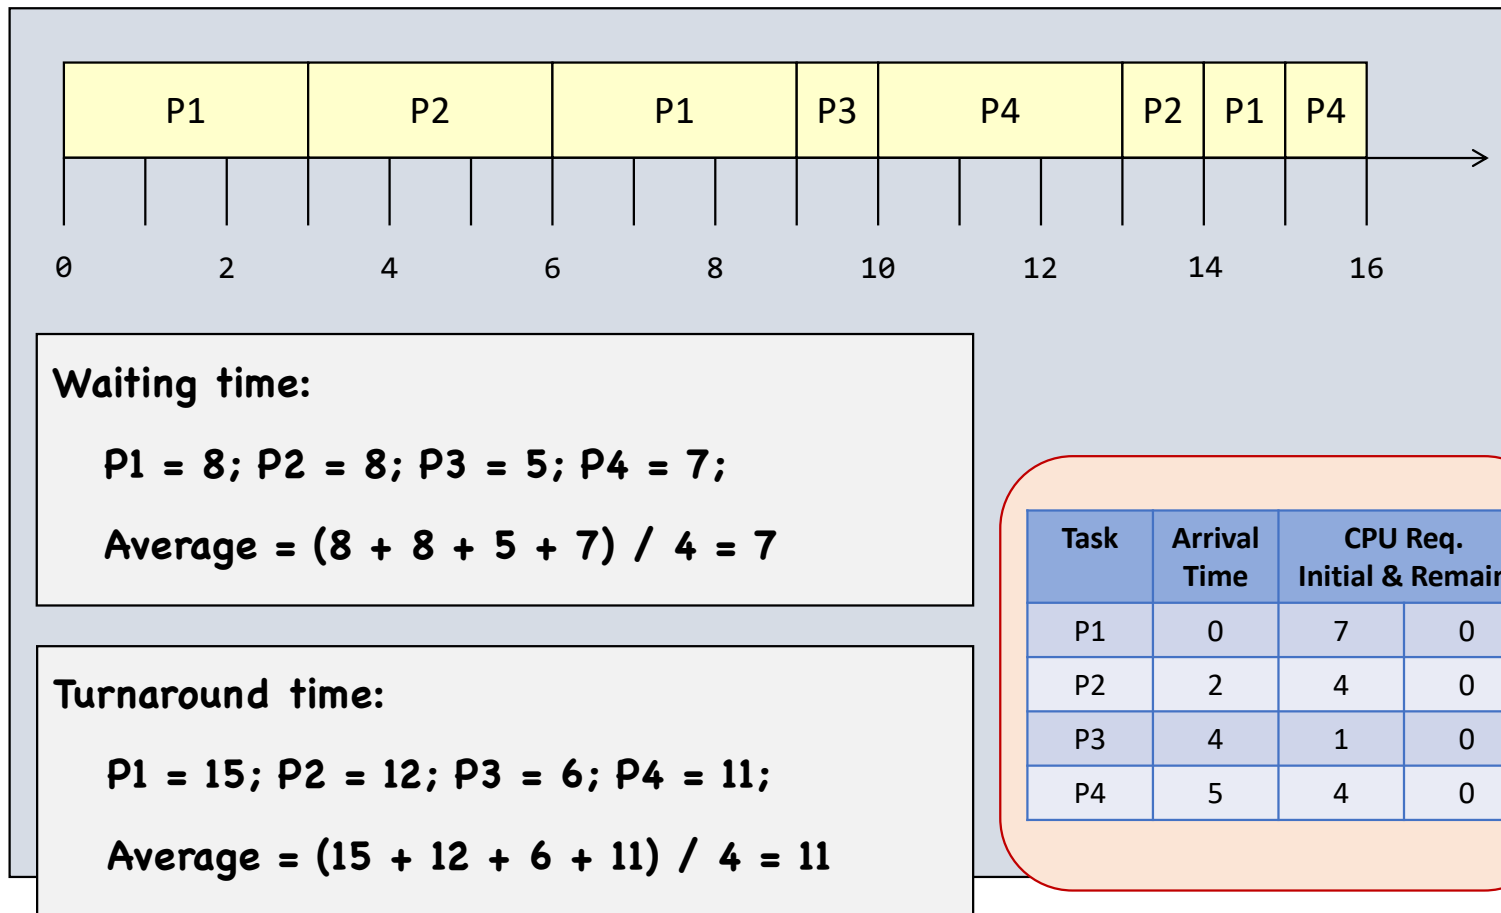 P1 P2 P1 P3 P4 P2 P1 P4
0 2 4 6 8 10 12 14 16
Waiting time:
P1 = 8; P2 = 8; P3 = 5; P4 = 7;
Average = (8 + 8 + 5 + 7) / 4 = 7
Turnaround time:
P1 = 15; P2 = 12; P3 = 6; P4 = 11;
Average = (15 + 12 + 6 + 11) / 4 = 11
Task Arrival CPU Req.
Time Initial & Remain
P1 0 7 0
P2 2 4 0
P3 4 1 0
P4 5 4 0